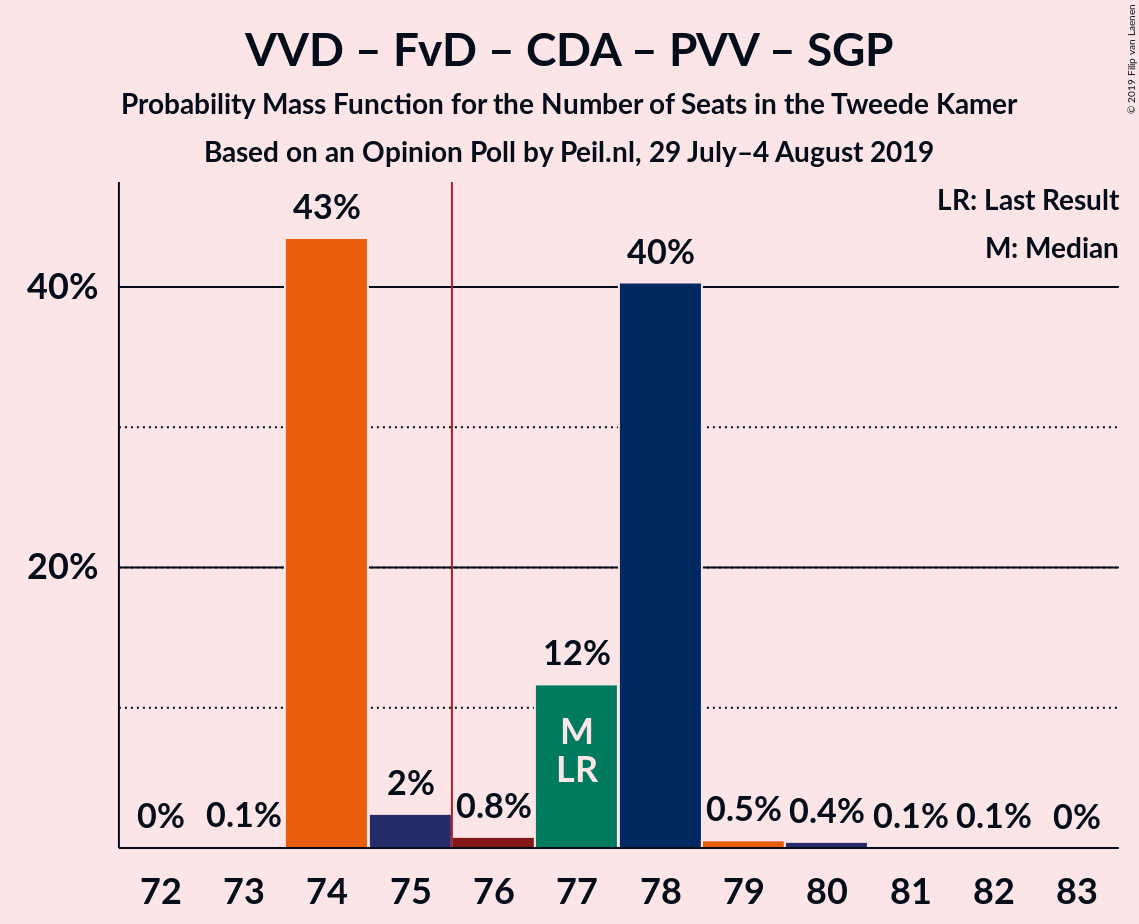 VVD – FvD – CDA – PVV – SGP
Probability Mass Function for the Number of Seats in the Tweede Kamer
Based on an Opinion Poll by Peil.nl, 29 July–4 August 2019
© 2019 Filip van Laenen
LR: Last Result
M: Median
43%
40%
40%
20%
12%
M
LR
0% 0.1% 2% 0.8% 0.5% 0.4% 0.1% 0.1% 0%
72 73 74 75 76 77 78 79 80 81 82 83